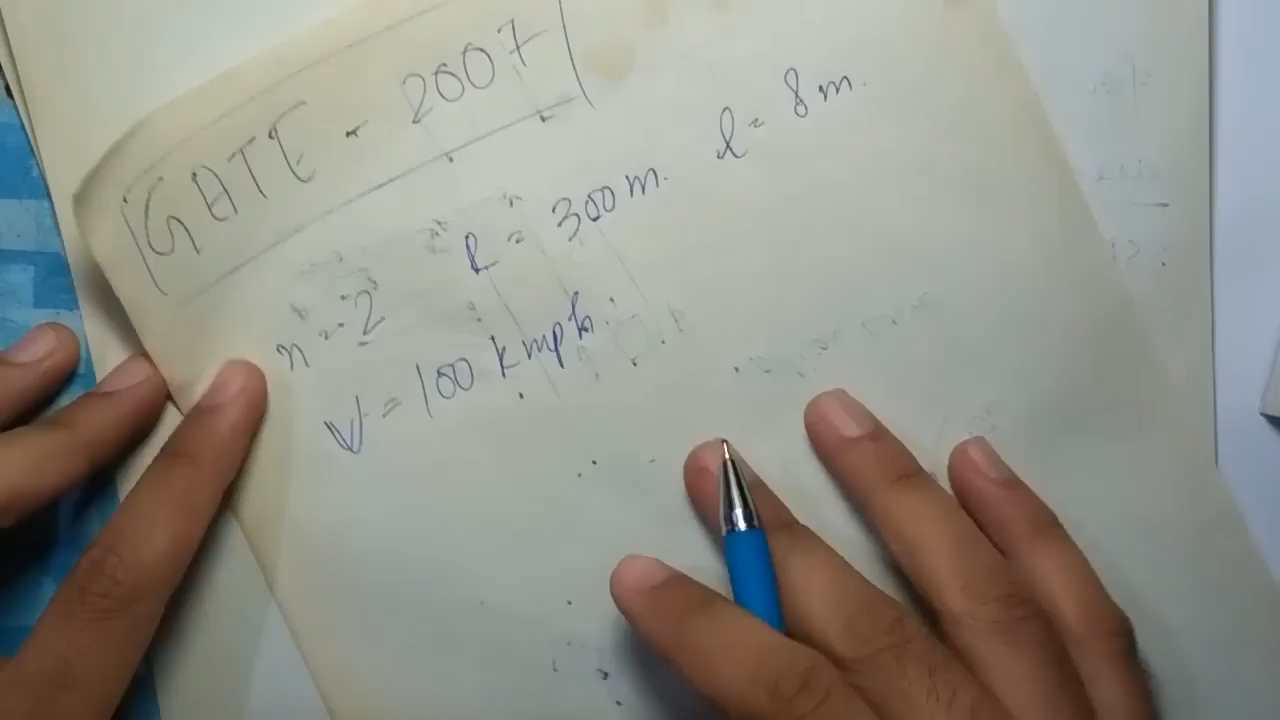 GATE - 2007
n = 2 R = 300 m. l = 8 m.
V = 100 kmph.